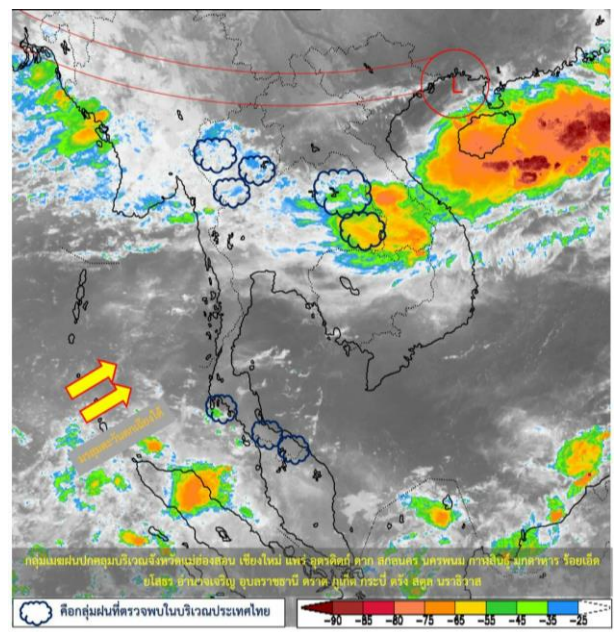 L
มรสุมตะวันตกเฉียงใต้
กลุ่มเมฆฝนปกคลุมบริเวณจังหวัดแม่ฮ่องสอน เชียงใหม่ แพร่ อุตรดิตถ์ ตาก สกลนคร นครพนม กาฬสินธุ์ มุกดาหาร ร้อยเอ็ด
ยโสธร อำนาจเจริญ อุบลราชธานี ตราด ภูเก็ต กระบี่ ตรัง สตูล นราธิวาส
คือกลุ่มฝนที่ตรวจพบในบริเวณประเทศไทย
-90 -85 -80 -75 -65 -55 -45 -35 -25